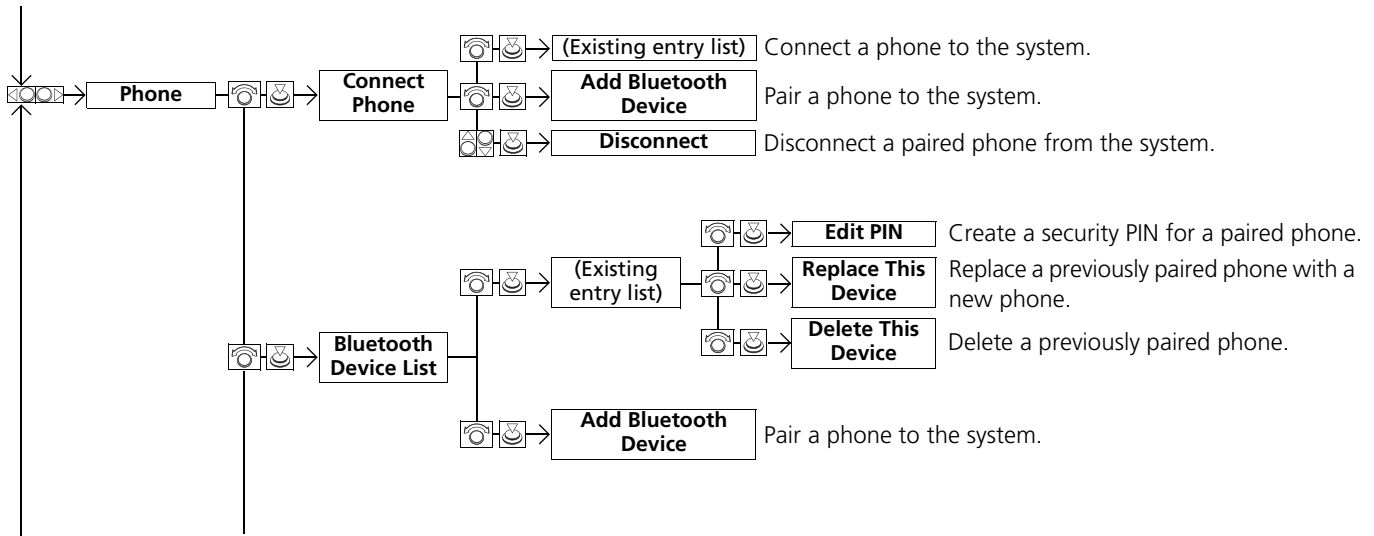 (Existing entry list) Connect a phone to the system.
Phone
Connect
Phone
Add Bluetooth
Device
Pair a phone to the system.
Disconnect
Disconnect a paired phone from the system.
Edit PIN
Create a security PIN for a paired phone.
(Existing
entry list)
Replace This
Device
Replace a previously paired phone with a
new phone.
Delete This
Device
Delete a previously paired phone.
Bluetooth
Device List
Add Bluetooth
Device
Pair a phone to the system.